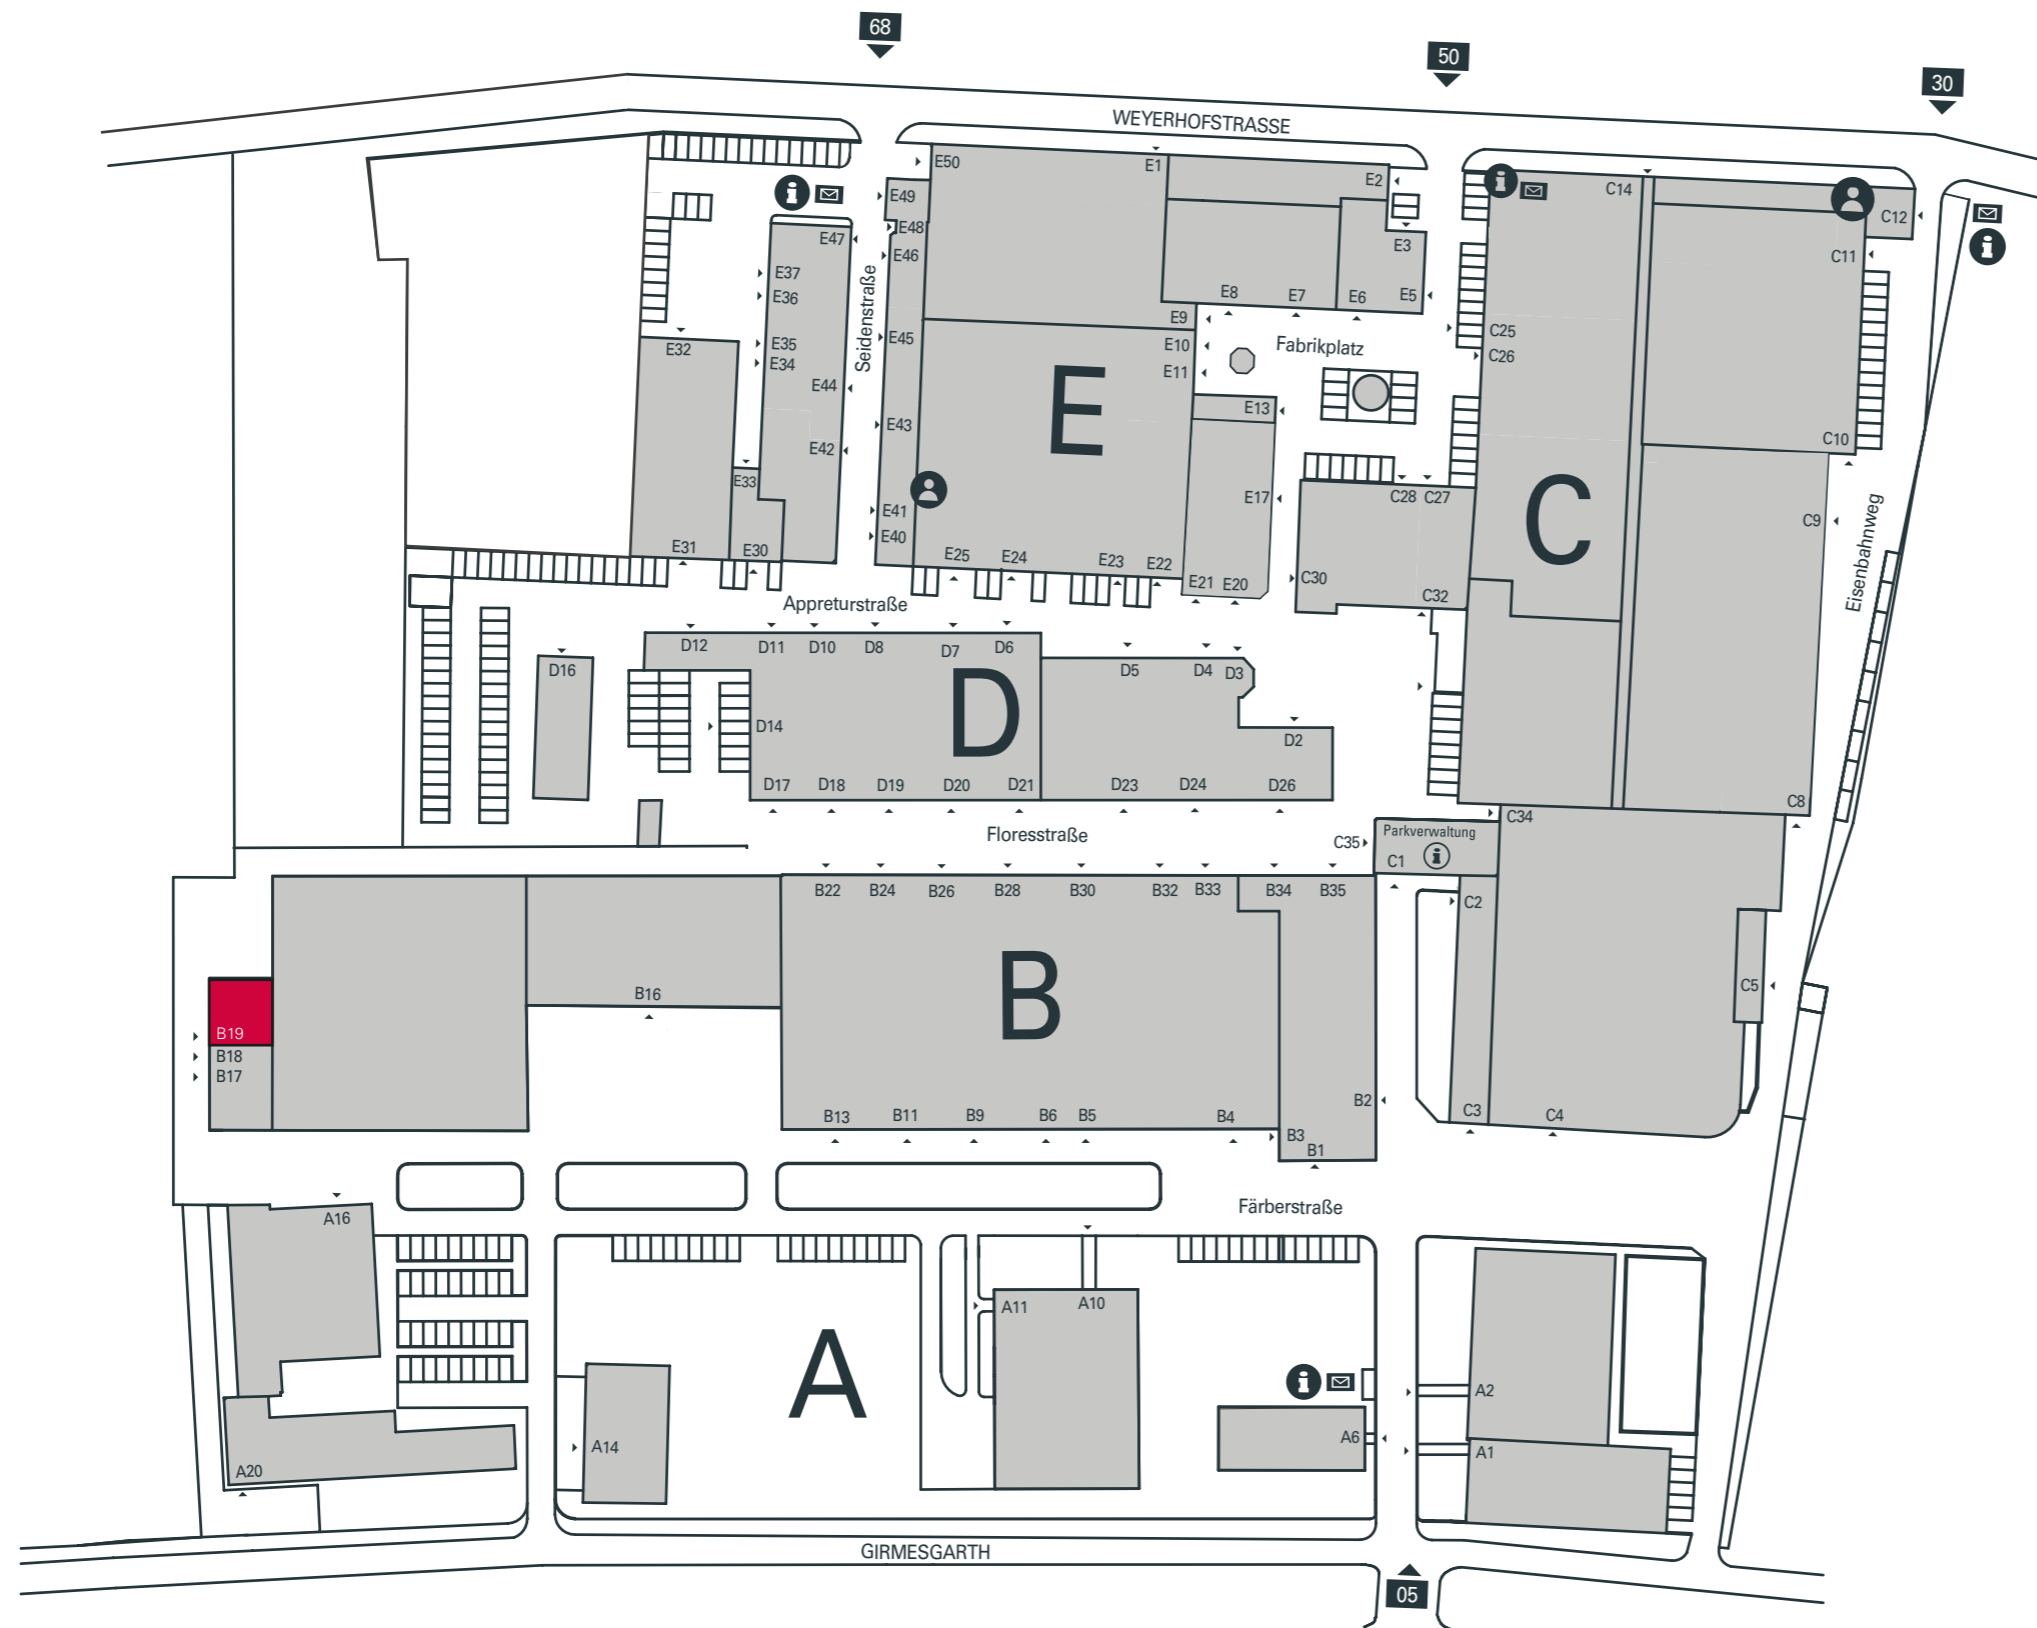 68
50
30
WEYERHOFSTRASSE
E50
E1
E2
C14
E49
C12
E48
E47
E46
E3
C11
E37
E36
E8
E7
E6
E5
E9
Seidenstraße
E35
E34
E32
E45
E10
E11
Fabrikplatz
C25
C26
E44
E13
E43
E
C10
E42
E33
E17
C28
C27
C
C9
E41
E40
Eisenbahnweg
E31
E30
E25
E24
E23
E22
E21
E20
C30
C32
Appreturstraße
D12
D11
D10
D8
D7
D6
D16
D5
D4
D3
D14
D
D2
D17
D18
D19
D20
D21
D23
D24
D26
C8
Floresstraße
C34
Parkverwaltung
C35
C1
B22
B24
B26
B28
B30
B32
B33
B34
B35
C2
B
B16
C5
B19
B18
B17
B13
B11
B9
B6
B5
B4
B2
B3
B1
C3
C4
Färberstraße
A16
A11
A10
A
A2
A14
A6
A1
A20
GIRMESGARTH
05